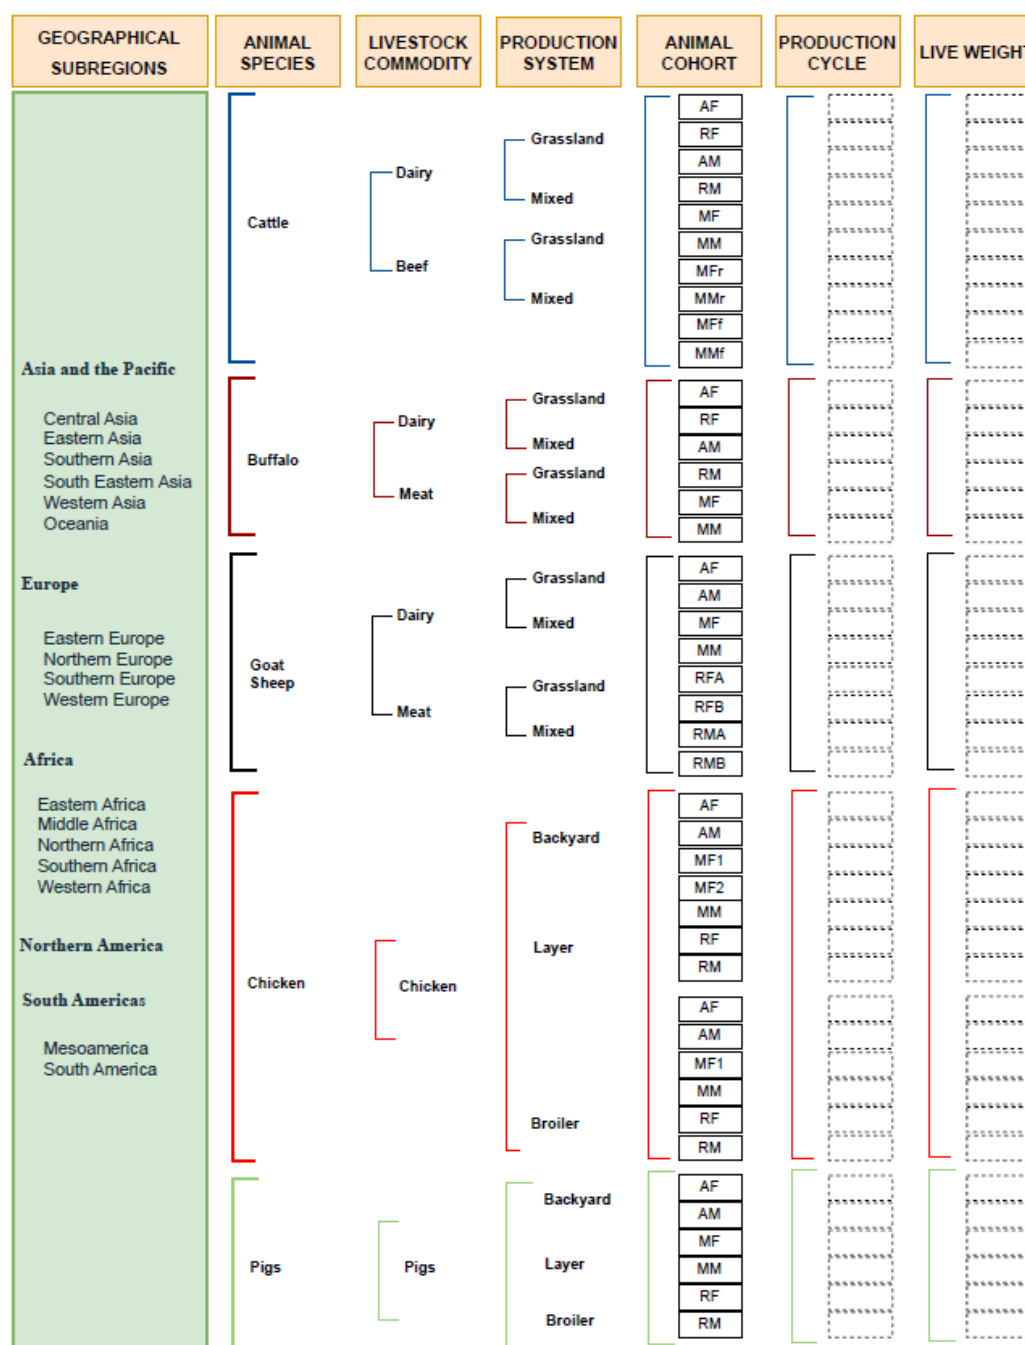 GEOGRAPHICAL
SUBREGIONS
ANIMAL
SPECIES
LIVESTOCK
COMMODITY
PRODUCTION
SYSTEM
ANIMAL
COHORT
PRODUCTION
CYCLE
LIVE WEIGHT
Asia and the Pacific
Central Asia
Eastern Asia
Southern Asia
South Eastern Asia
Western Asia
Oceania
Europe
Eastern Europe
Northern Europe
Southern Europe
Western Europe
Africa
Eastern Africa
Middle Africa
Northern Africa
Southern Africa
Western Africa
Northern America
South Americas
Mesoamerica
South America
Cattle
Dairy
Beef
Grassland
Mixed
Grassland
Mixed
AF
RF
AM
RM
MF
MM
MFr
MMr
MFf
MMf
Buffalo
Dairy
Meat
Grassland
Mixed
Grassland
Mixed
AF
RF
AM
RM
MF
MM
Goat
Sheep
Dairy
Meat
Grassland
Mixed
Grassland
Mixed
AF
AM
MF
MM
RFA
RFB
RMA
RMB
Chicken
Chicken
Backyard
Layer
Broiler
AF
AM
MF1
MF2
MM
RF
RM
AF
AM
MF1
MM
RF
RM
Pigs
Pigs
Backyard
Layer
Broiler
AF
AM
MF
MM
RF
RM